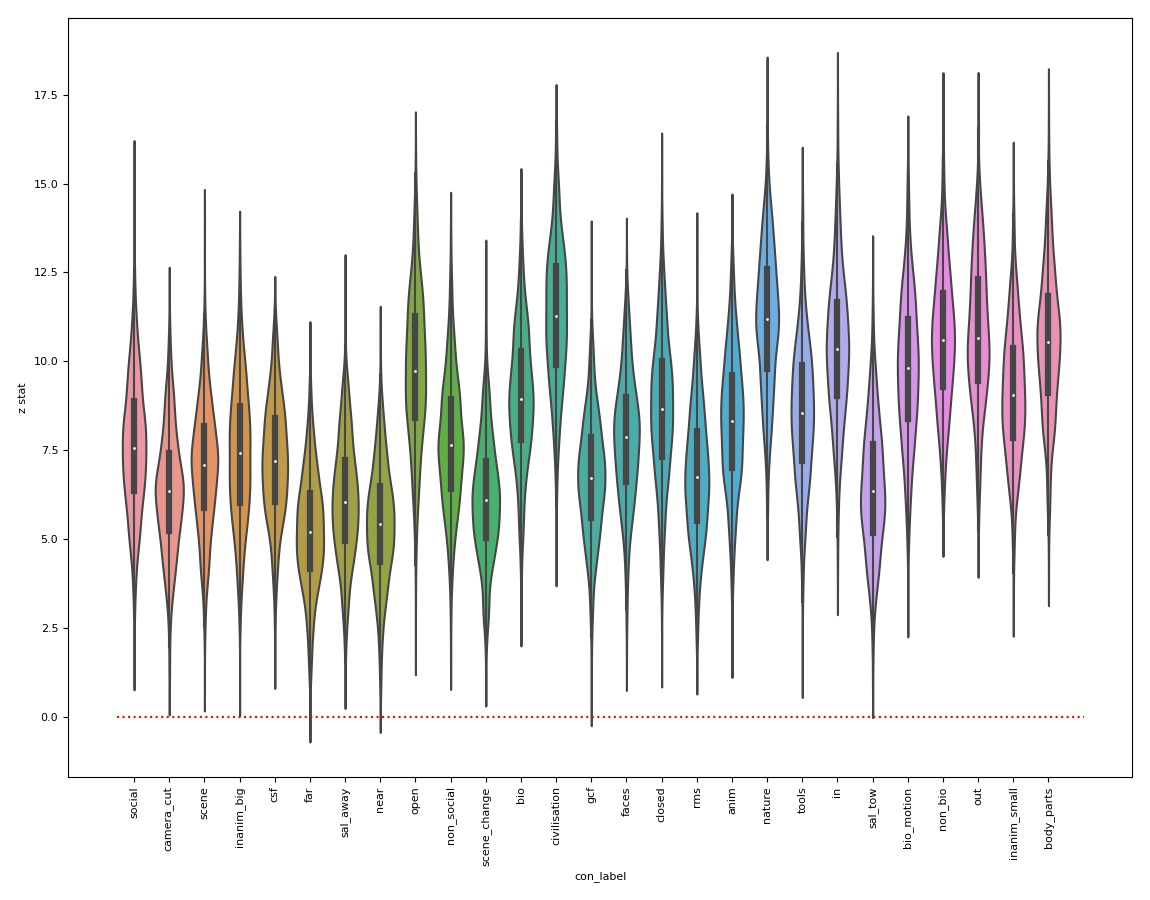 17.5
15.0
12.5
10.0
7.5
5.0
2.5
0.0
z stat
social
camera_cut
scene
inanim_big
csf
far
sal_away
near
open
non_social
scene_change
bio
civilisation
gcf
faces
closed
rms
anim
nature
tools
in
sal_tow
bio_motion
non_bio
out
inanim_small
body_parts
con_label